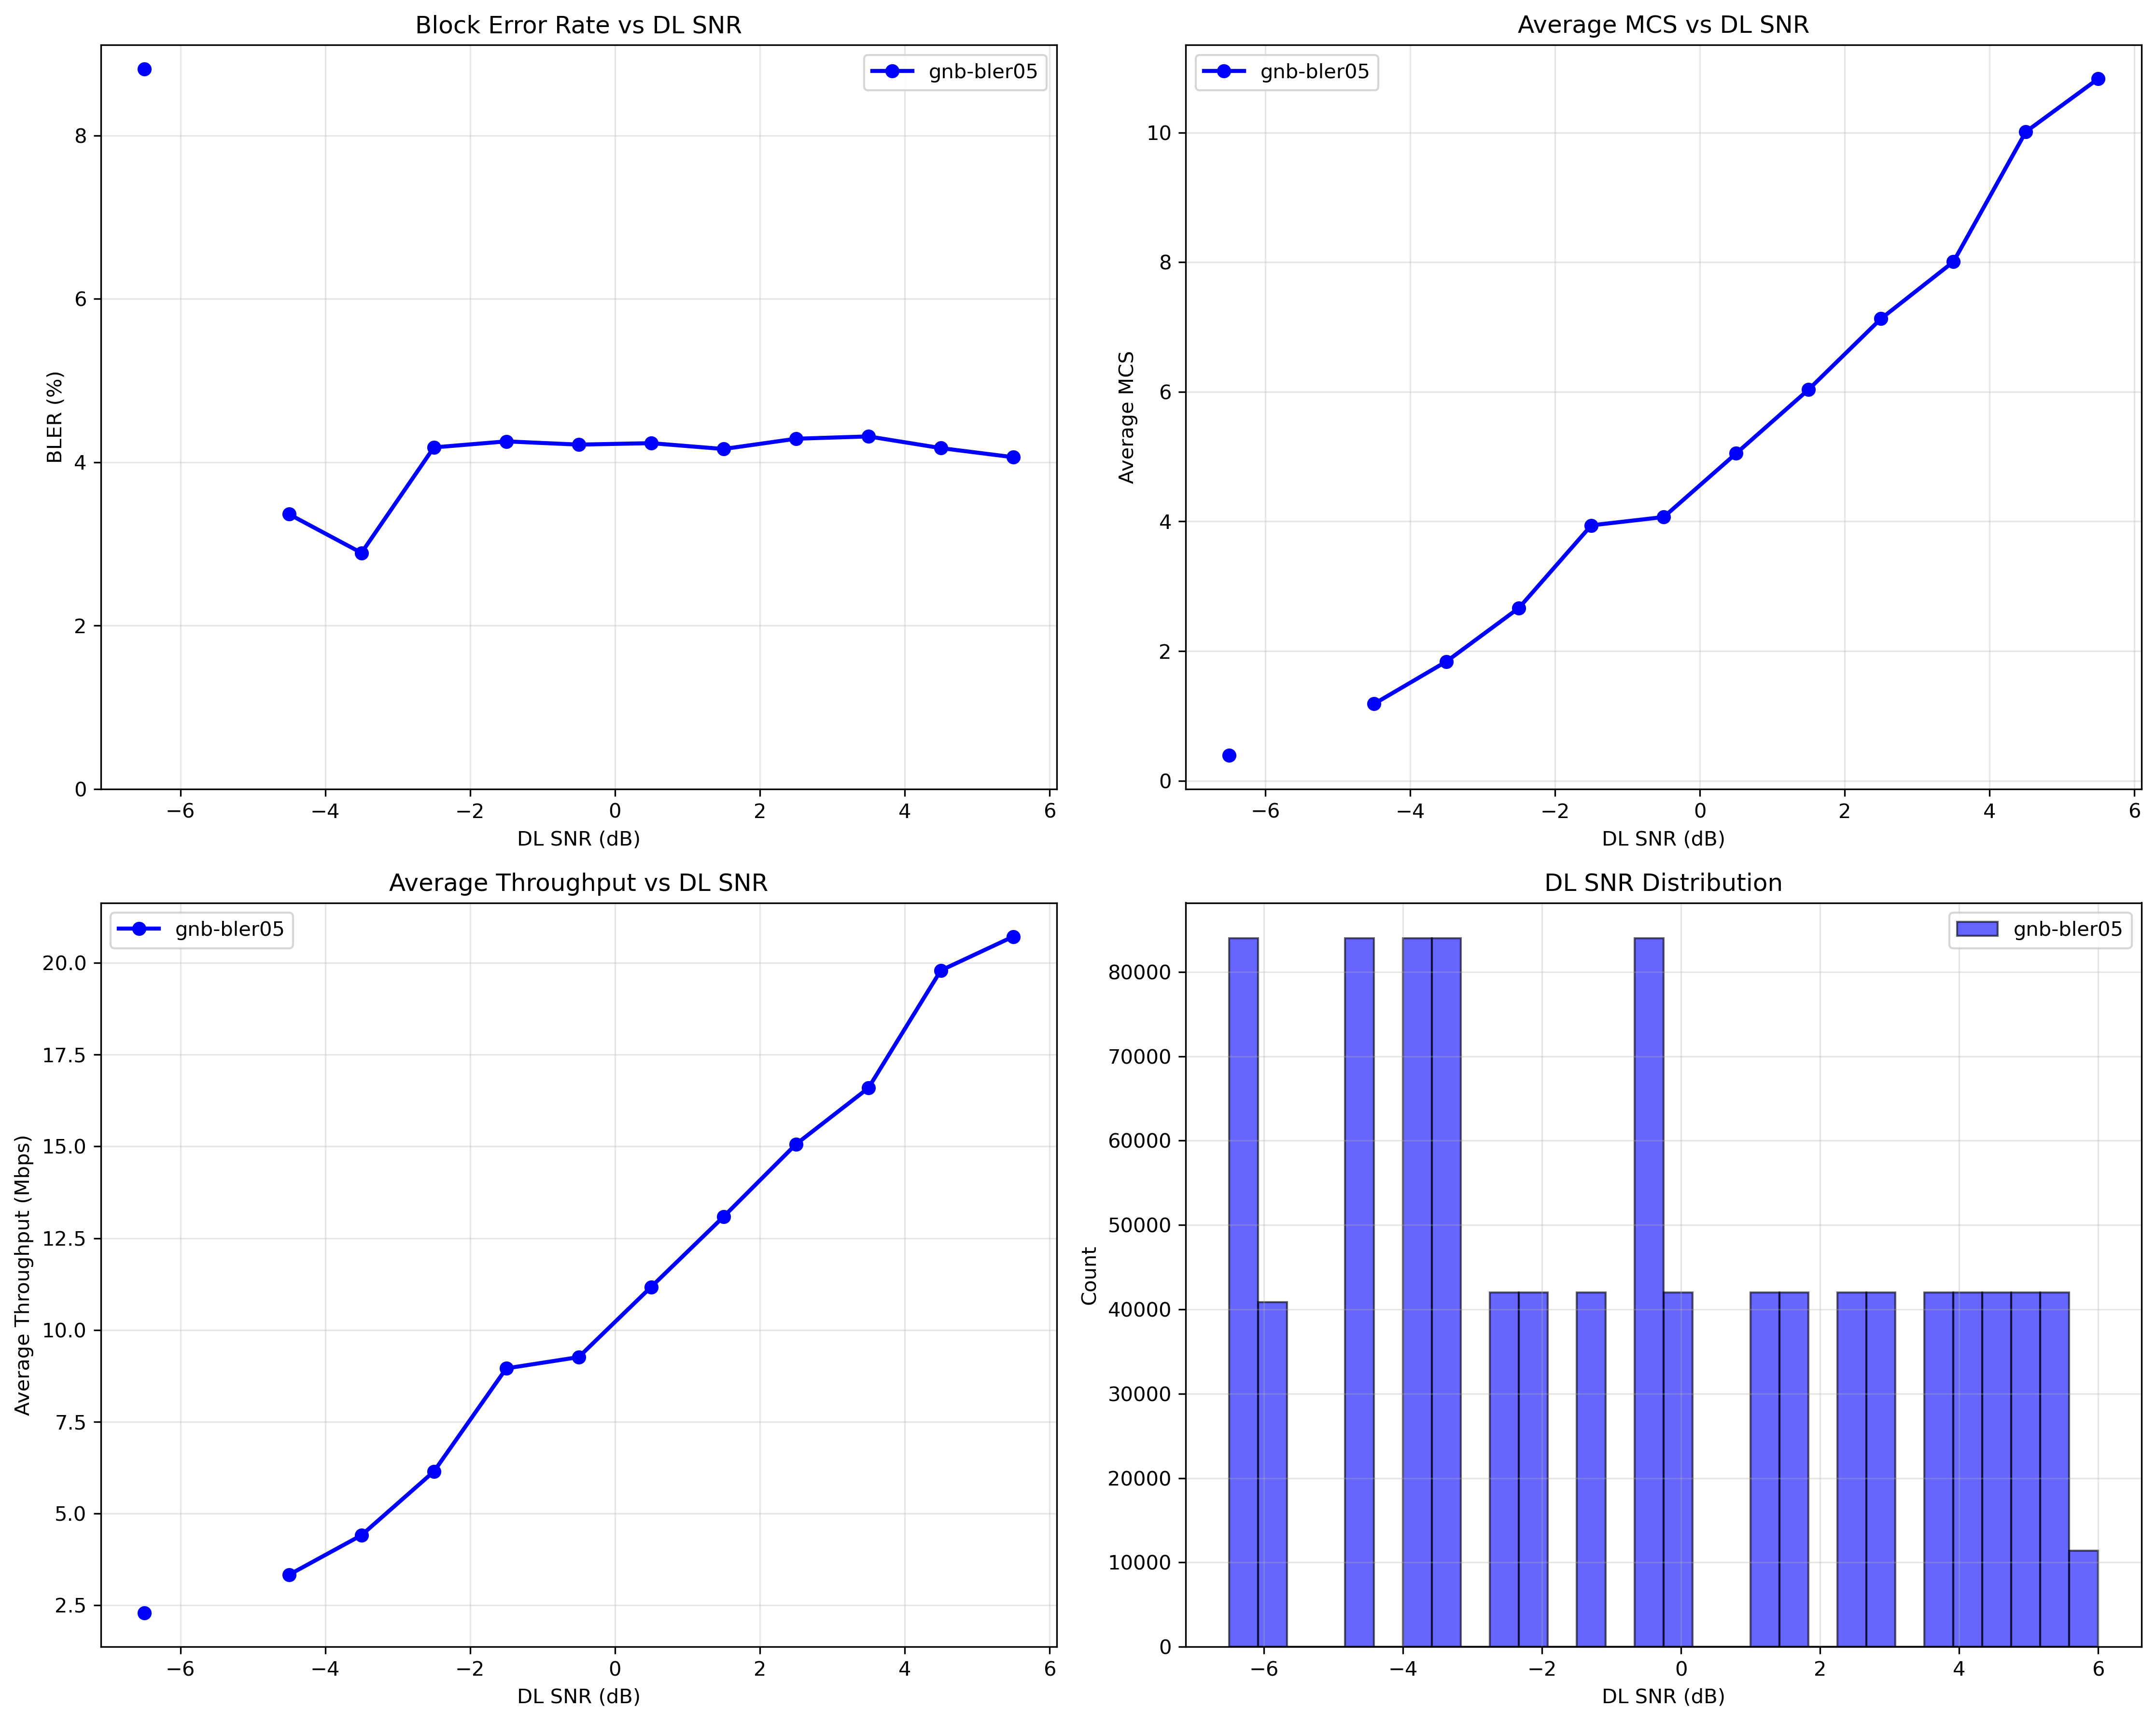 Block Error Rate vs DL SNR
gnb-bler05
BLER (%)
8
6
4
2
0
−6 −4 −2 0 2 4 6
DL SNR (dB)
Average MCS vs DL SNR
gnb-bler05
Average MCS
10
8
6
4
2
0
−6 −4 −2 0 2 4 6
DL SNR (dB)
Average Throughput vs DL SNR
gnb-bler05
Average Throughput (Mbps)
20.0
17.5
15.0
12.5
10.0
7.5
5.0
2.5
−6 −4 −2 0 2 4 6
DL SNR (dB)
DL SNR Distribution
gnb-bler05
Count
80000
70000
60000
50000
40000
30000
20000
10000
0
−6 −4 −2 0 2 4 6
DL SNR (dB)